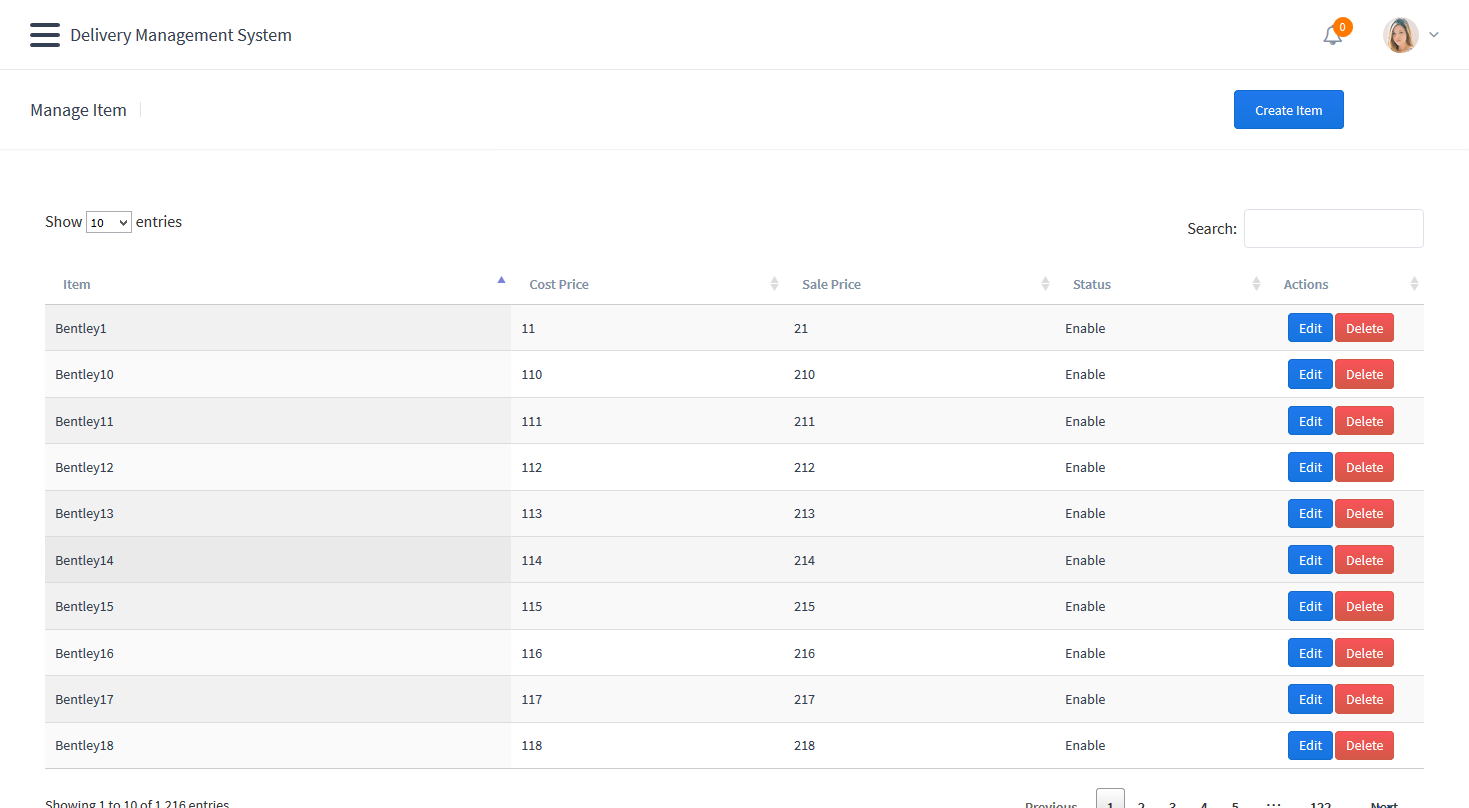 Delivery Management System
0
Manage Item
Create Item
Show 10 entries
Search:
Item Cost Price Sale Price Status Actions
Bentley1 11 21 Enable Edit Delete
Bentley10 110 210 Enable Edit Delete
Bentley11 111 211 Enable Edit Delete
Bentley12 112 212 Enable Edit Delete
Bentley13 113 213 Enable Edit Delete
Bentley14 114 214 Enable Edit Delete
Bentley15 115 215 Enable Edit Delete
Bentley16 116 216 Enable Edit Delete
Bentley17 117 217 Enable Edit Delete
Bentley18 118 218 Enable Edit Delete
Showing 1 to 10 of 1,216 entries
Previous 1 2 3 4 5 … 122 Next